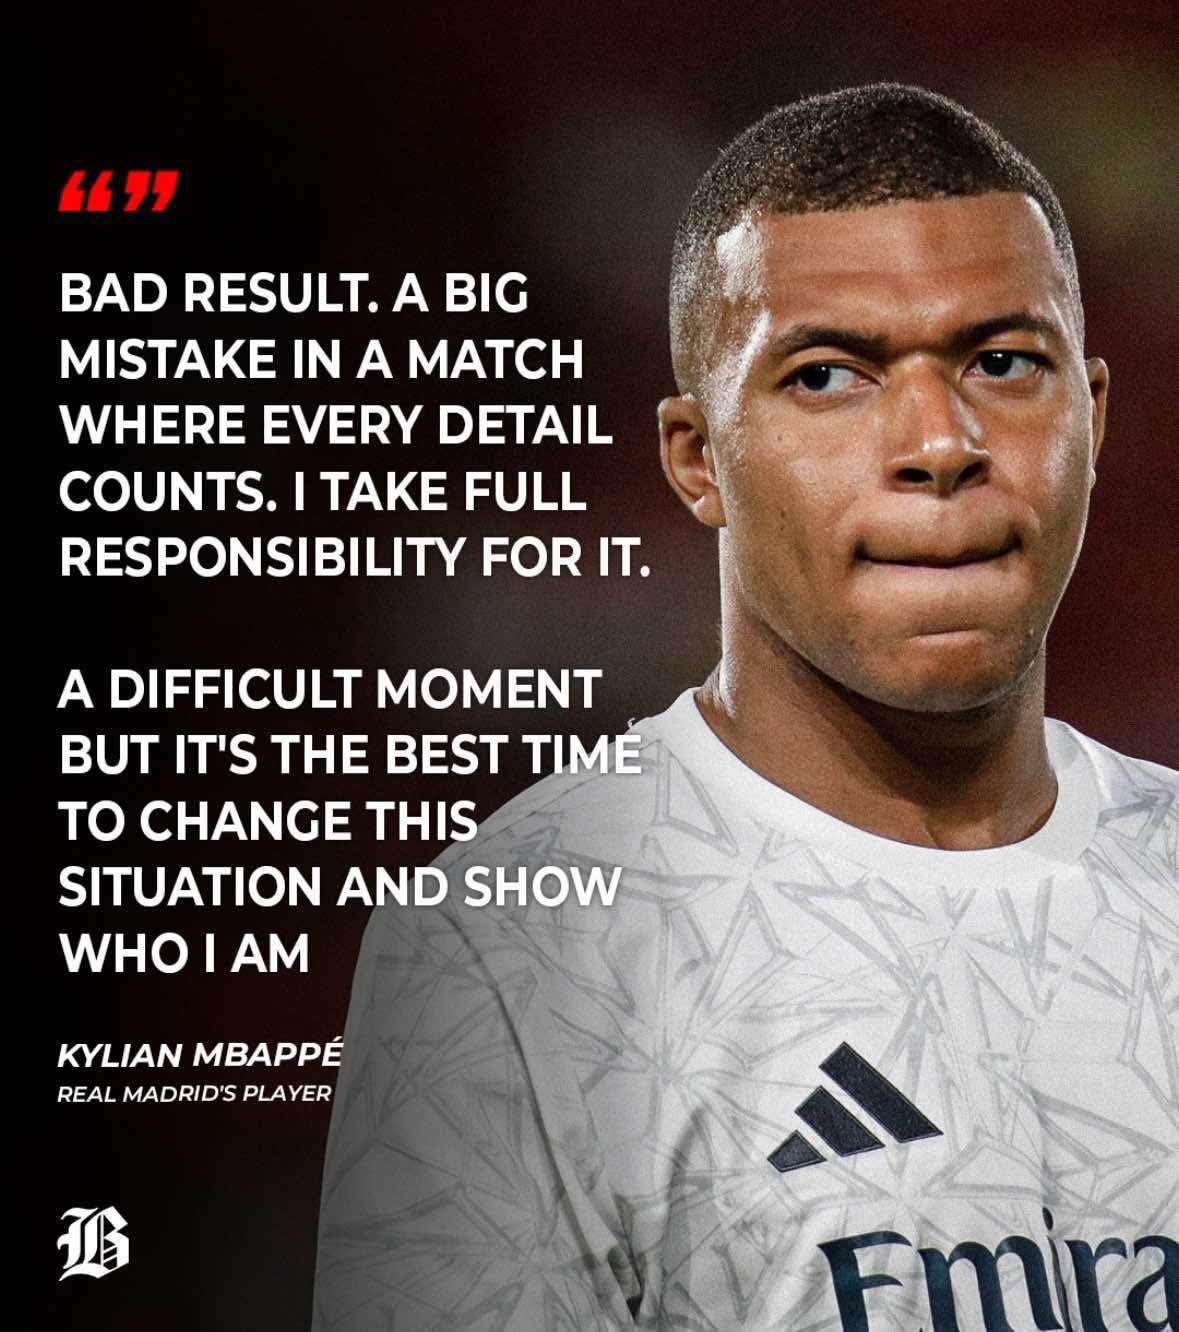 BAD RESULT. A BIG
MISTAKE IN A MATCH
WHERE EVERY DETAIL
COUNTS. I TAKE FULL
RESPONSIBILITY FOR IT.
A DIFFICULT MOMENT
BUT IT'S THE BEST TIME
TO CHANGE THIS
SITUATION AND SHOW
WHO I AM
KYLIAN MBAPPÉ
REAL MADRID'S PLAYER
B
Emira